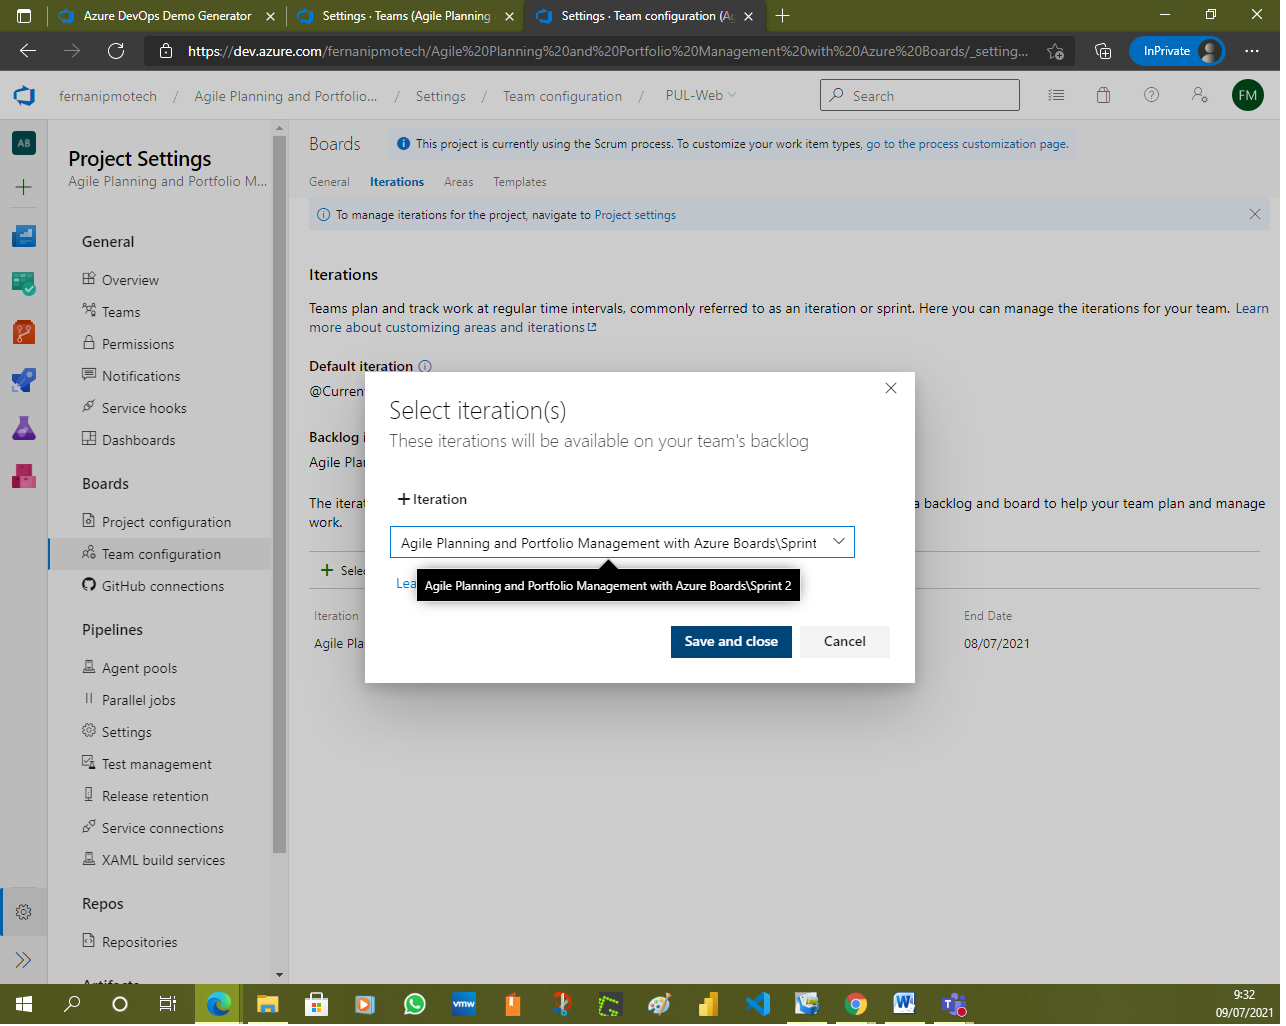 Azure DevOps Demo Generator
Settings · Teams (Agile Planning
Settings · Team configuration (Ag
https://dev.azure.com/fernanipmotech/Agile%20Planning%20and%20Portfolio%20Management%20with%20Azure%20Boards/_setting...
InPrivate
fernanipmotech / Agile Planning and Portfolio... / Settings / Team configuration / PUL-Web
Search
FM
AB
Project Settings
Agile Planning and Portfolio M...
General
Overview
Teams
Permissions
Notifications
Service hooks
Dashboards
Boards
Project configuration
Team configuration
GitHub connections
Pipelines
Agent pools
Parallel jobs
Settings
Test management
Release retention
Service connections
XAML build services
Repos
Repositories
Artifacts
Boards
This project is currently using the Scrum process. To customize your work item types, go to the process customization page.
General Iterations Areas Templates
To manage iterations for the project, navigate to Project settings
Iterations
Teams plan and track work at regular time intervals, commonly referred to as an iteration or sprint. Here you can manage the iterations for your team. Learn
more about customizing areas and iterations
Default iteration
@Curren
Backlog i
Agile Plan
The iterat
a backlog and board to help your team plan and manage
work.
+ Selec
Iteration
End Date
Agile Pla
08/07/2021
Select iteration(s)
These iterations will be available on your team's backlog
+ Iteration
Agile Planning and Portfolio Management with Azure Boards\Sprint
Lea
Agile Planning and Portfolio Management with Azure Boards\Sprint 2
Save and close
Cancel
vmw
9:32
09/07/2021